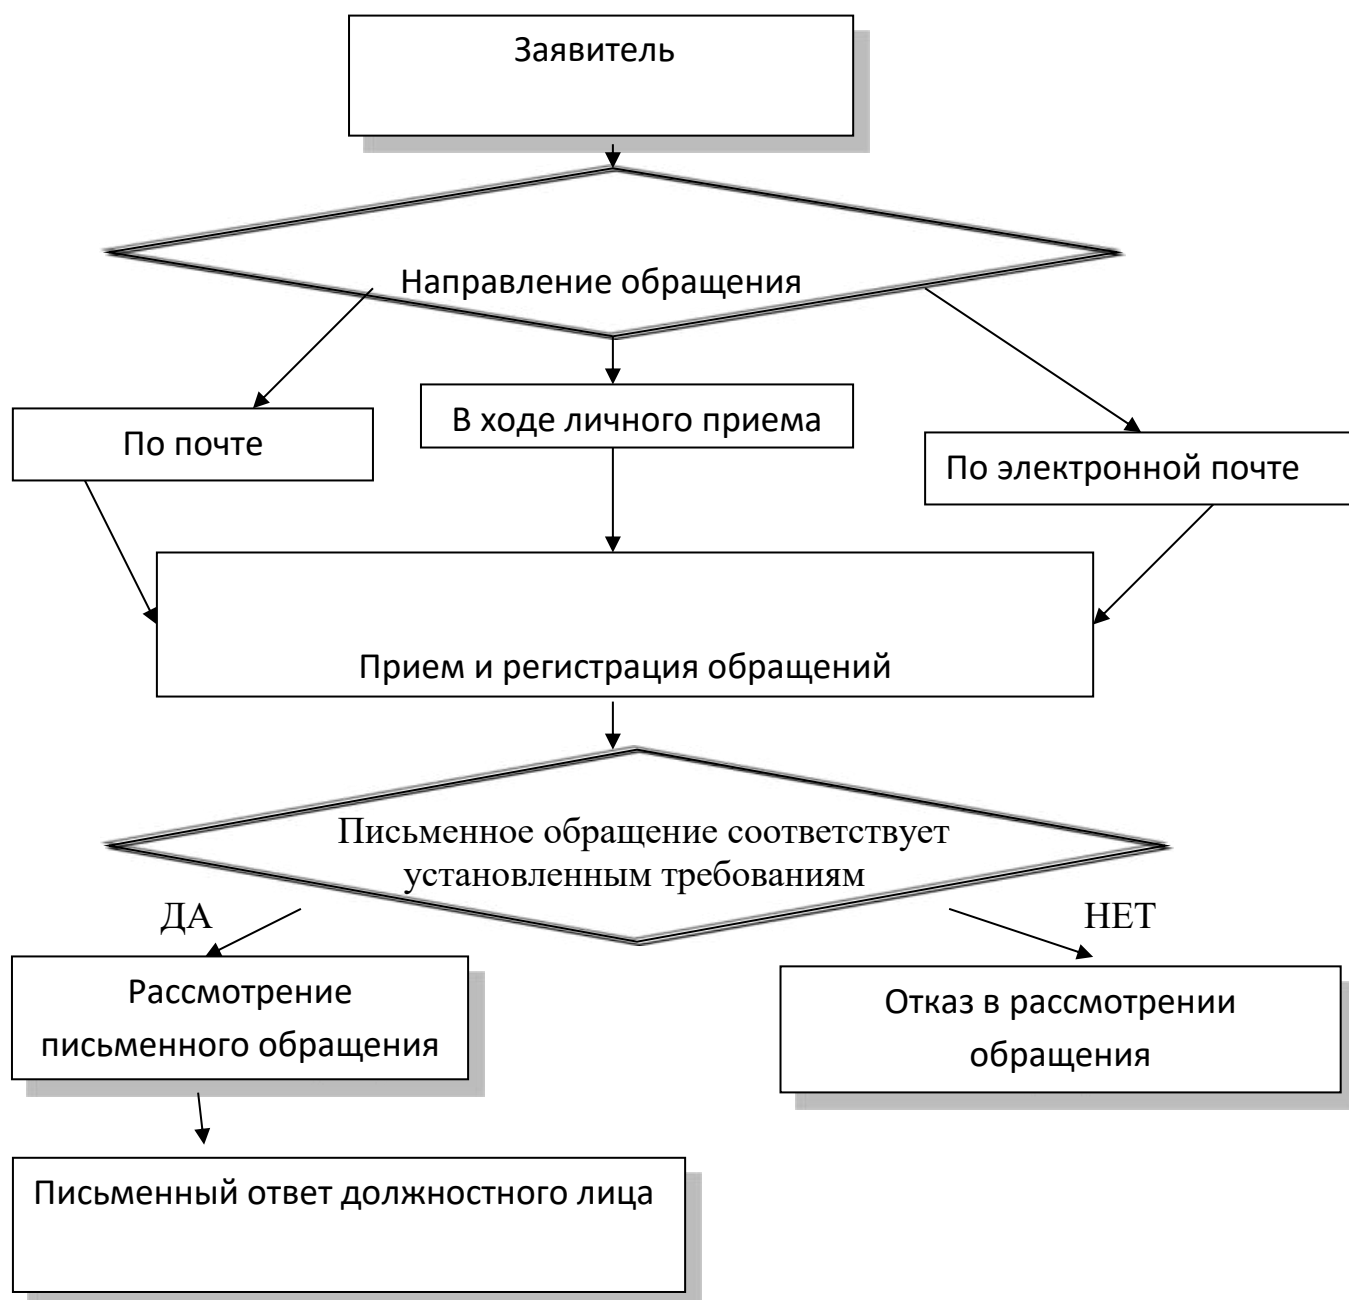 Заявитель
Направление обращения
По почте
В ходе личного приема
По электронной почте
Прием и регистрация обращений
Письменное обращение соответствует
установленным требованиям
ДА
НЕТ
Рассмотрение
письменного обращения
Отказ в рассмотрении
обращения
Письменный ответ должностного лица